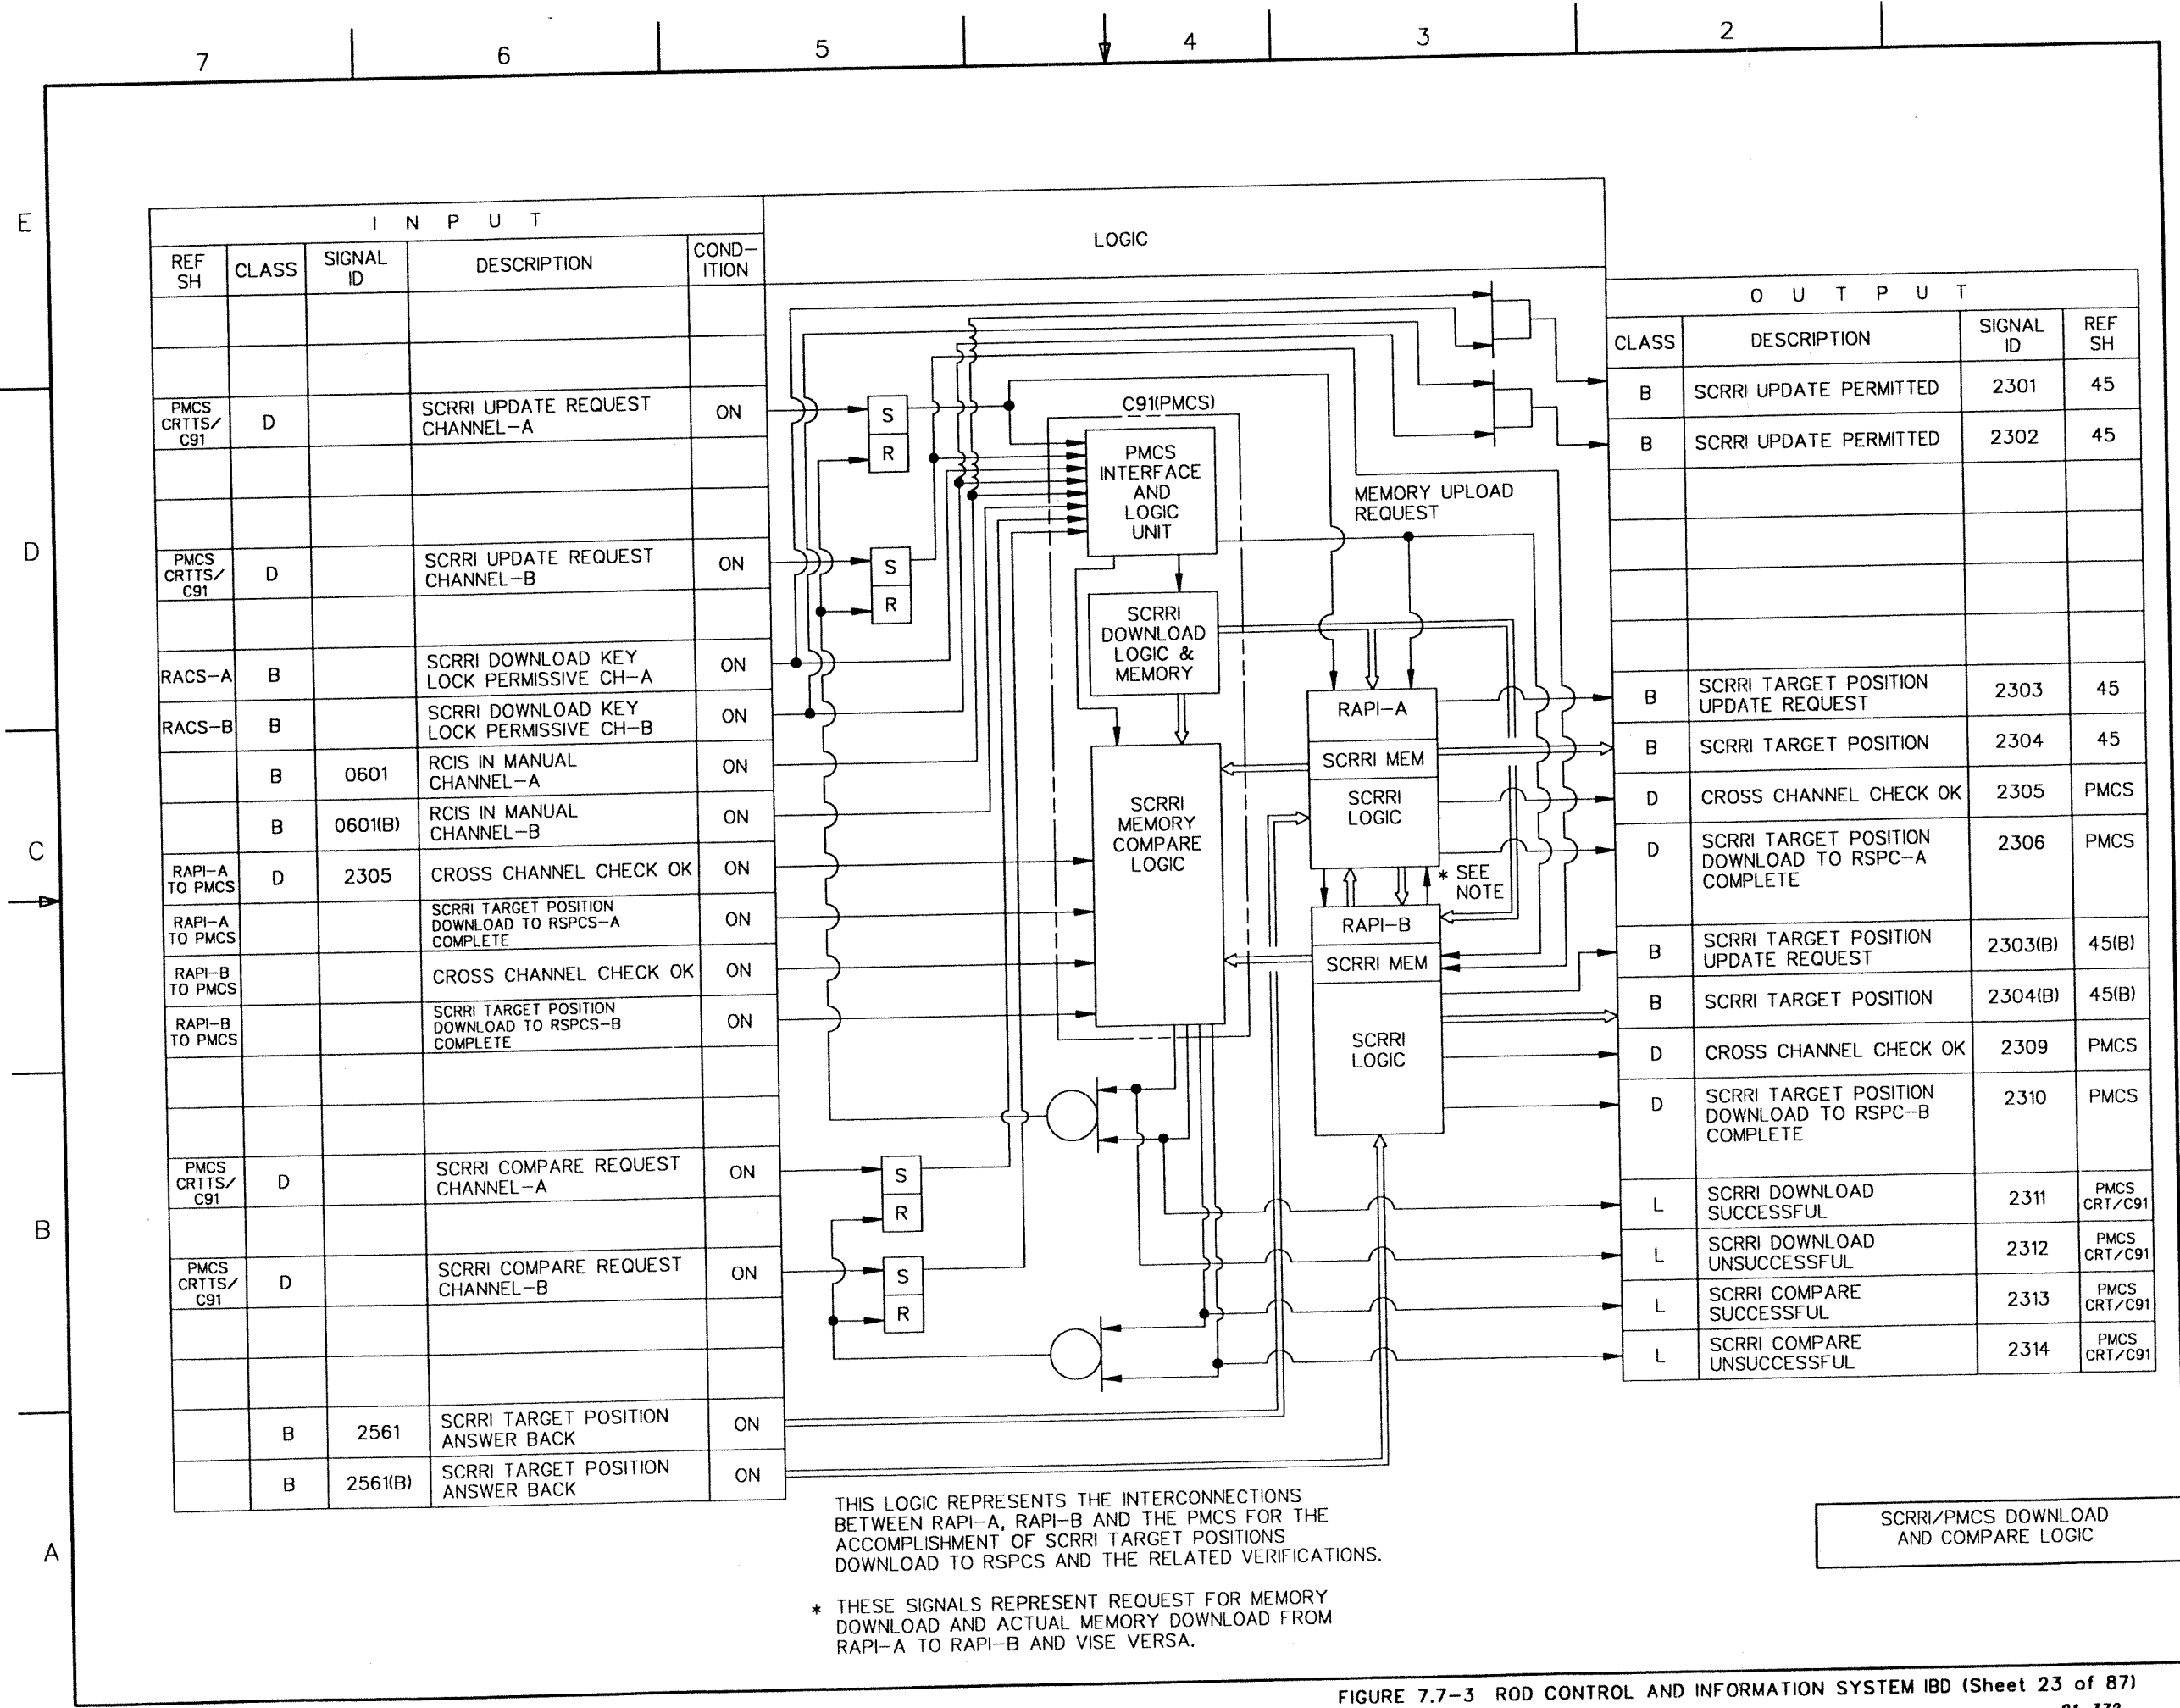 7 6 5 4 3 2
E
D
C
B
A
I N P U T
REF SH
CLASS
SIGNAL ID
DESCRIPTION
COND-ITION
LOGIC
O U T P U T
CLASS
DESCRIPTION
SIGNAL ID
REF SH
PMCS CRTTS/ C91 D SCRRI UPDATE REQUEST CHANNEL-A ON
PMCS CRTTS/ C91 D SCRRI UPDATE REQUEST CHANNEL-B ON
RACS-A B SCRRI DOWNLOAD KEY LOCK PERMISSIVE CH-A ON
RACS-B B SCRRI DOWNLOAD KEY LOCK PERMISSIVE CH-B ON
B 0601 RCIS IN MANUAL CHANNEL-A ON
B 0601(B) RCIS IN MANUAL CHANNEL-B ON
RAPI-A TO PMCS D 2305 CROSS CHANNEL CHECK OK ON
RAPI-A TO PMCS SCRRI TARGET POSITION DOWNLOAD TO RSPCS-A COMPLETE ON
RAPI-B TO PMCS CROSS CHANNEL CHECK OK ON
RAPI-B TO PMCS SCRRI TARGET POSITION DOWNLOAD TO RSPCS-B COMPLETE ON
PMCS CRTTS/ C91 D SCRRI COMPARE REQUEST CHANNEL-A ON
PMCS CRTTS/ C91 D SCRRI COMPARE REQUEST CHANNEL-B ON
B 2561 SCRRI TARGET POSITION ANSWER BACK ON
B 2561(B) SCRRI TARGET POSITION ANSWER BACK ON
S
R
S
R
S
R
S
R
C91(PMCS)
PMCS
INTERFACE
AND
LOGIC
UNIT
SCRRI
DOWNLOAD
LOGIC &
MEMORY
SCRRI
MEMORY
COMPARE
LOGIC
MEMORY UPLOAD
REQUEST
RAPI-A
SCRRI MEM
SCRRI
LOGIC
* SEE
NOTE
RAPI-B
SCRRI MEM
SCRRI
LOGIC
B SCRRI UPDATE PERMITTED 2301 45
B SCRRI UPDATE PERMITTED 2302 45
B SCRRI TARGET POSITION UPDATE REQUEST 2303 45
B SCRRI TARGET POSITION 2304 45
D CROSS CHANNEL CHECK OK 2305 PMCS
D SCRRI TARGET POSITION DOWNLOAD TO RSPC-A COMPLETE 2306 PMCS
B SCRRI TARGET POSITION UPDATE REQUEST 2303(B) 45(B)
B SCRRI TARGET POSITION 2304(B) 45(B)
D CROSS CHANNEL CHECK OK 2309 PMCS
D SCRRI TARGET POSITION DOWNLOAD TO RSPC-B COMPLETE 2310 PMCS
L SCRRI DOWNLOAD SUCCESSFUL 2311 PMCS CRT/C91
L SCRRI DOWNLOAD UNSUCCESSFUL 2312 PMCS CRT/C91
L SCRRI COMPARE SUCCESSFUL 2313 PMCS CRT/C91
L SCRRI COMPARE UNSUCCESSFUL 2314 PMCS CRT/C91
THIS LOGIC REPRESENTS THE INTERCONNECTIONS
BETWEEN RAPI-A, RAPI-B AND THE PMCS FOR THE
ACCOMPLISHMENT OF SCRRI TARGET POSITIONS
DOWNLOAD TO RSPCS AND THE RELATED VERIFICATIONS.
* THESE SIGNALS REPRESENT REQUEST FOR MEMORY
DOWNLOAD AND ACTUAL MEMORY DOWNLOAD FROM
RAPI-A TO RAPI-B AND VISE VERSA.
SCRRI/PMCS DOWNLOAD
AND COMPARE LOGIC
FIGURE 7.7-3 ROD CONTROL AND INFORMATION SYSTEM IBD (Sheet 23 of 87)